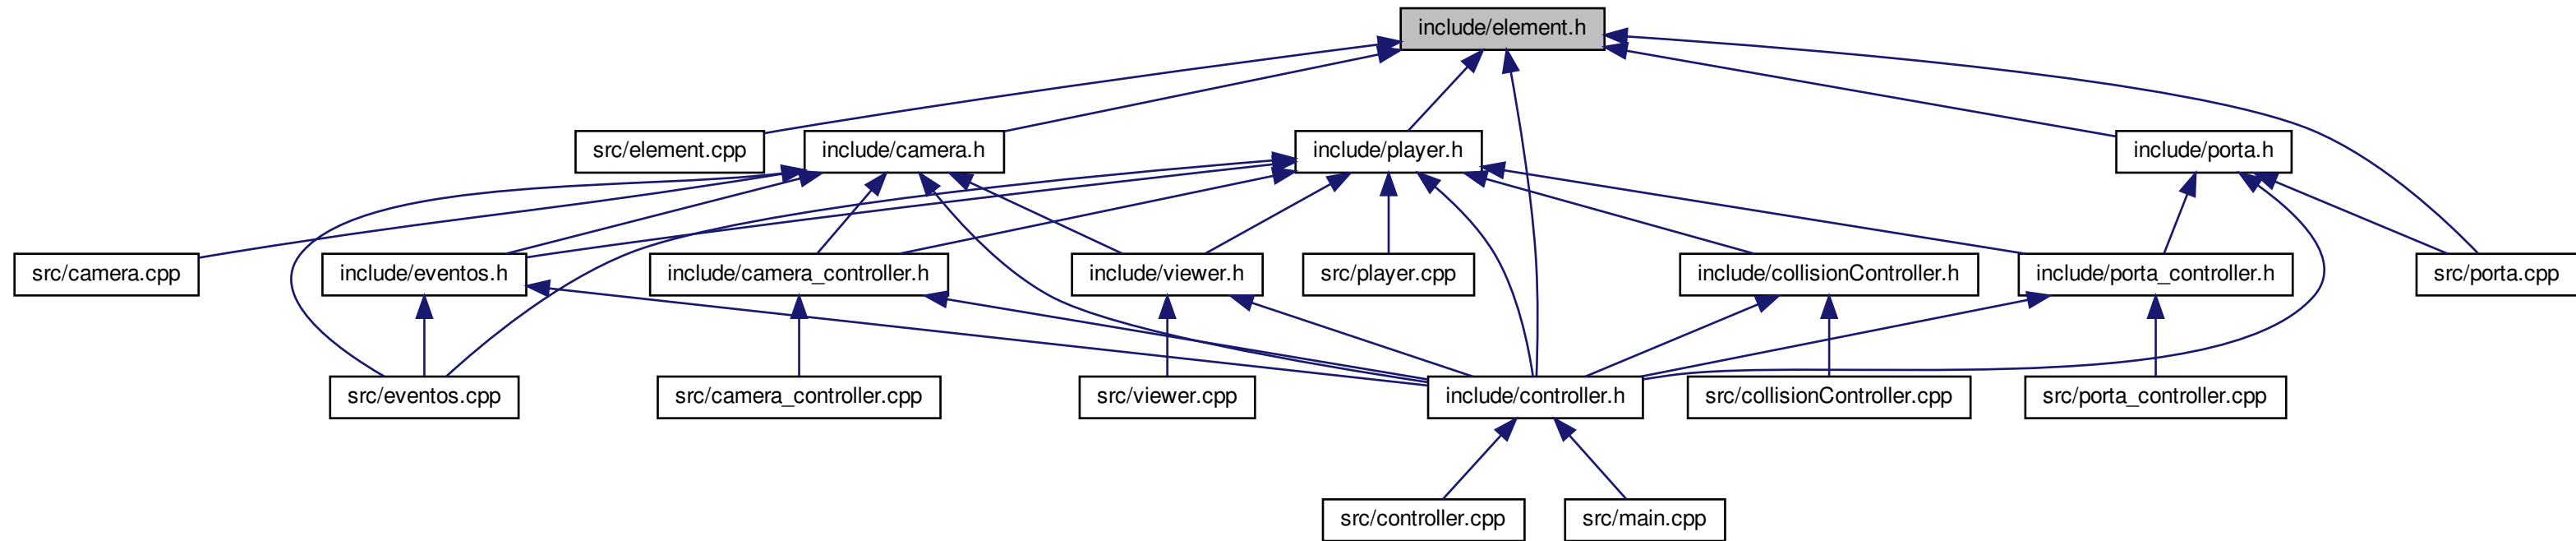 include/element.h
src/element.cpp
include/camera.h
include/player.h
include/porta.h
src/camera.cpp
include/eventos.h
include/camera_controller.h
include/viewer.h
src/player.cpp
include/collisionController.h
include/porta_controller.h
src/porta.cpp
src/eventos.cpp
src/camera_controller.cpp
src/viewer.cpp
include/controller.h
src/collisionController.cpp
src/porta_controller.cpp
src/controller.cpp
src/main.cpp